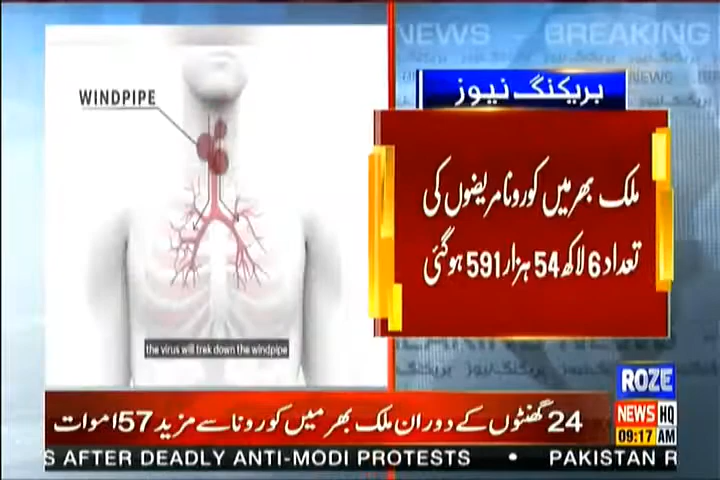 NEWS - BREAKING
WINDPIPE
بریکنگ نیوز
ملک بھر میں کورونا مریضوں کی
تعداد 6 لاکھ 54 ہزار 591 ہوگئی
the virus will trek down the windpipe
24 گھنٹوں کے دوران ملک بھر میں کورونا سے مزید 57 اموات
ROZE
NEWS HQ
09:17 AM
S AFTER DEADLY ANTI-MODI PROTESTS • PAKISTAN R